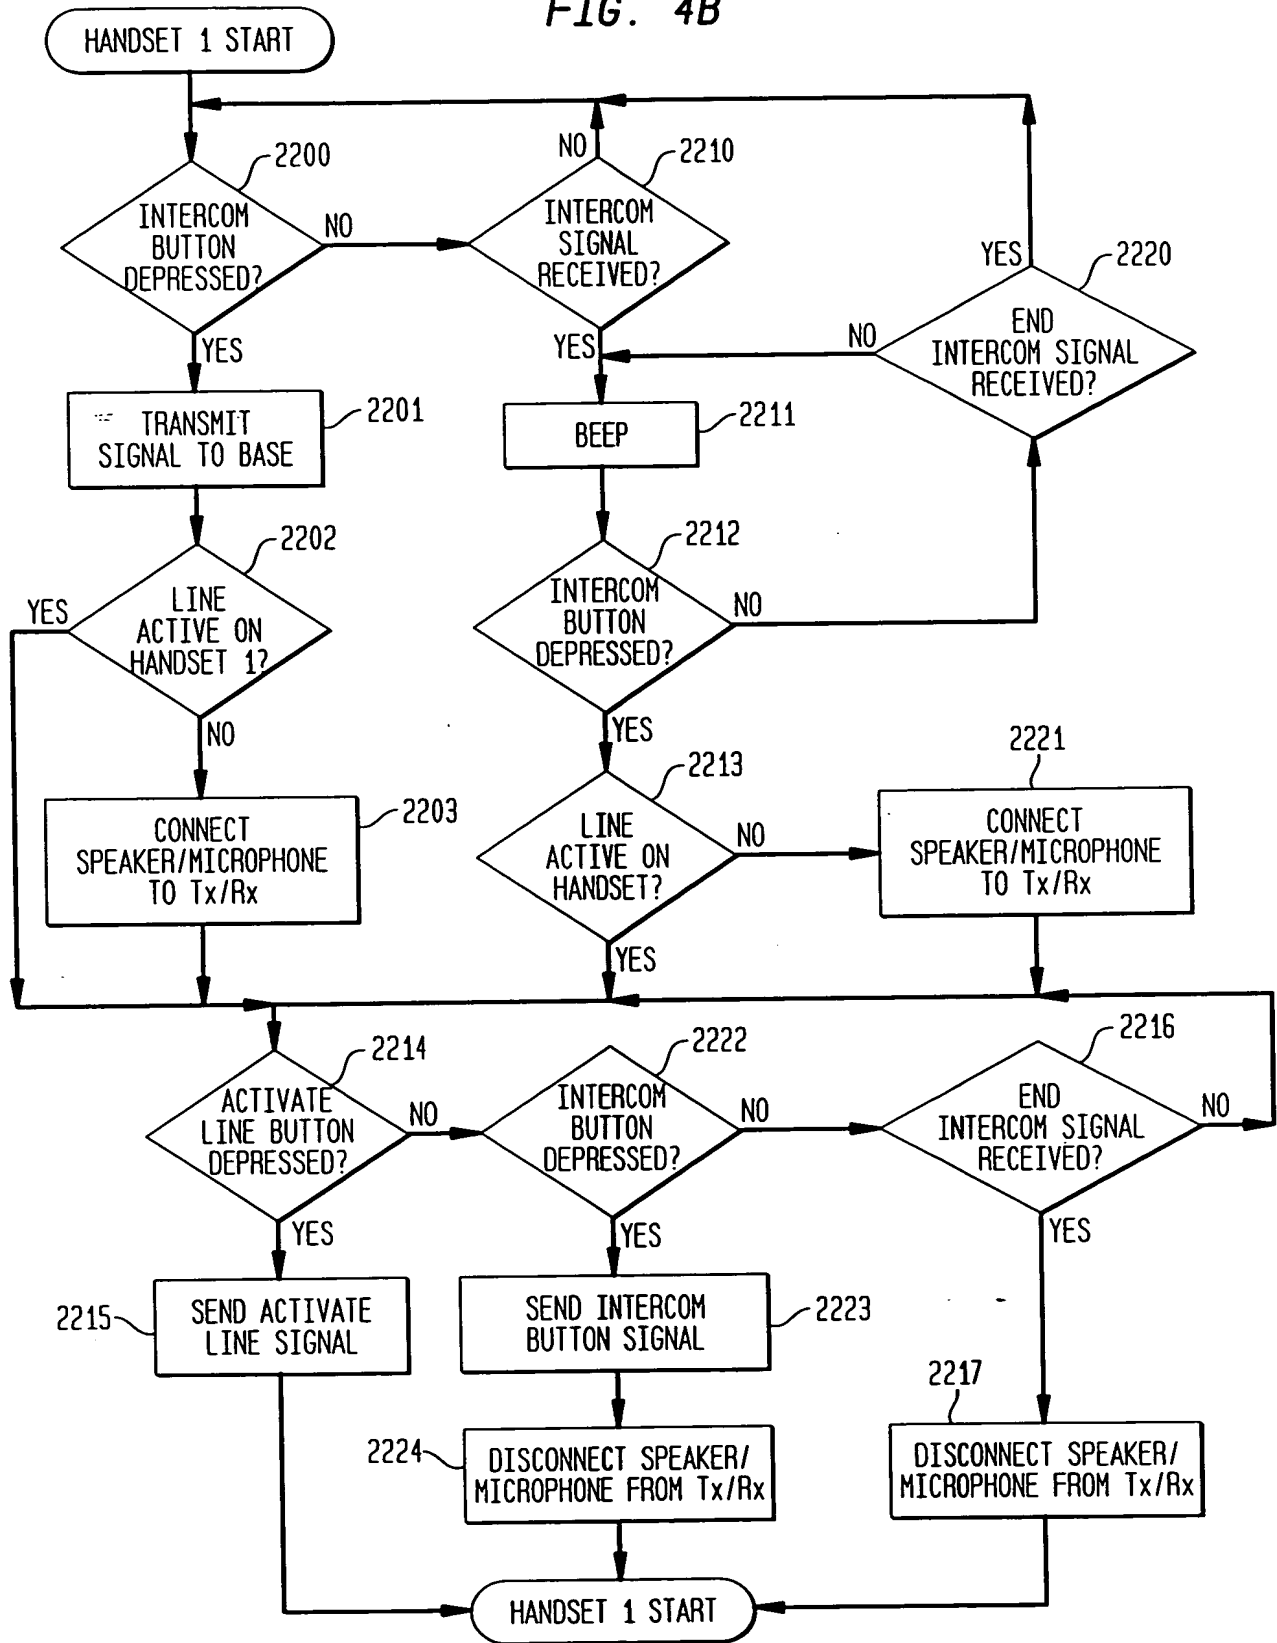 FIG. 4B
HANDSET 1 START
2200
INTERCOM
BUTTON
DEPRESSED?
NO
YES
2210
INTERCOM
SIGNAL
RECEIVED?
NO
YES
2220
END
INTERCOM SIGNAL
RECEIVED?
YES
NO
2201
TRANSMIT
SIGNAL TO BASE
2211
BEEP
2202
LINE
ACTIVE ON
HANDSET 1?
YES
NO
2212
INTERCOM
BUTTON
DEPRESSED?
NO
YES
2203
CONNECT
SPEAKER/MICROPHONE
TO Tx/Rx
2213
LINE
ACTIVE ON
HANDSET?
NO
YES
2221
CONNECT
SPEAKER/MICROPHONE
TO Tx/Rx
2214
ACTIVATE
LINE BUTTON
DEPRESSED?
NO
YES
2222
INTERCOM
BUTTON
DEPRESSED?
NO
YES
2216
END
INTERCOM SIGNAL
RECEIVED?
NO
YES
2215
SEND ACTIVATE
LINE SIGNAL
2223
SEND INTERCOM
BUTTON SIGNAL
2224
DISCONNECT SPEAKER/
MICROPHONE FROM Tx/Rx
2217
DISCONNECT SPEAKER/
MICROPHONE FROM Tx/Rx
HANDSET 1 START